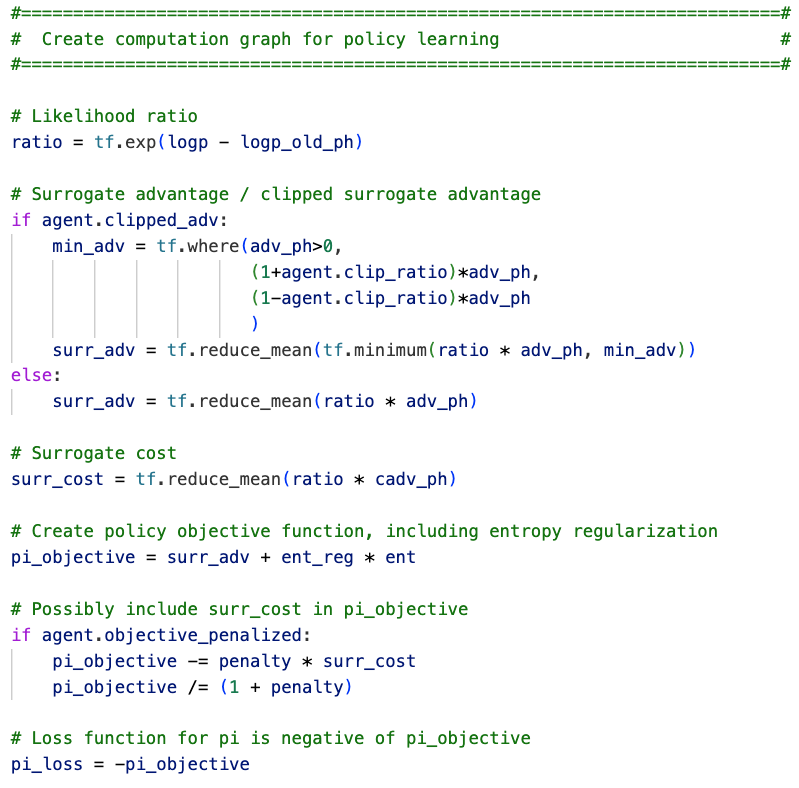 #=========================================================================#
#  Create computation graph for policy learning                           #
#=========================================================================#

# Likelihood ratio
ratio = tf.exp(logp - logp_old_ph)

# Surrogate advantage / clipped surrogate advantage
if agent.clipped_adv:
    min_adv = tf.where(adv_ph>0,
                       (1+agent.clip_ratio)*adv_ph,
                       (1-agent.clip_ratio)*adv_ph
                       )
    surr_adv = tf.reduce_mean(tf.minimum(ratio * adv_ph, min_adv))
else:
    surr_adv = tf.reduce_mean(ratio * adv_ph)

# Surrogate cost
surr_cost = tf.reduce_mean(ratio * cadv_ph)

# Create policy objective function, including entropy regularization
pi_objective = surr_adv + ent_reg * ent

# Possibly include surr_cost in pi_objective
if agent.objective_penalized:
    pi_objective -= penalty * surr_cost
    pi_objective /= (1 + penalty)

# Loss function for pi is negative of pi_objective
pi_loss = -pi_objective